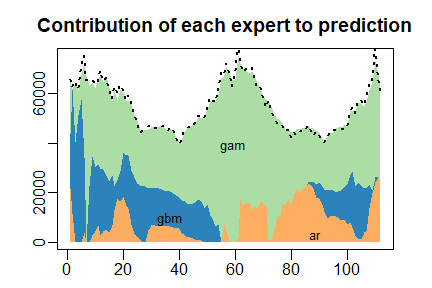 Contribution of each expert to prediction
60000
20000
0
gam
gbm
ar
0 20 40 60 80 100